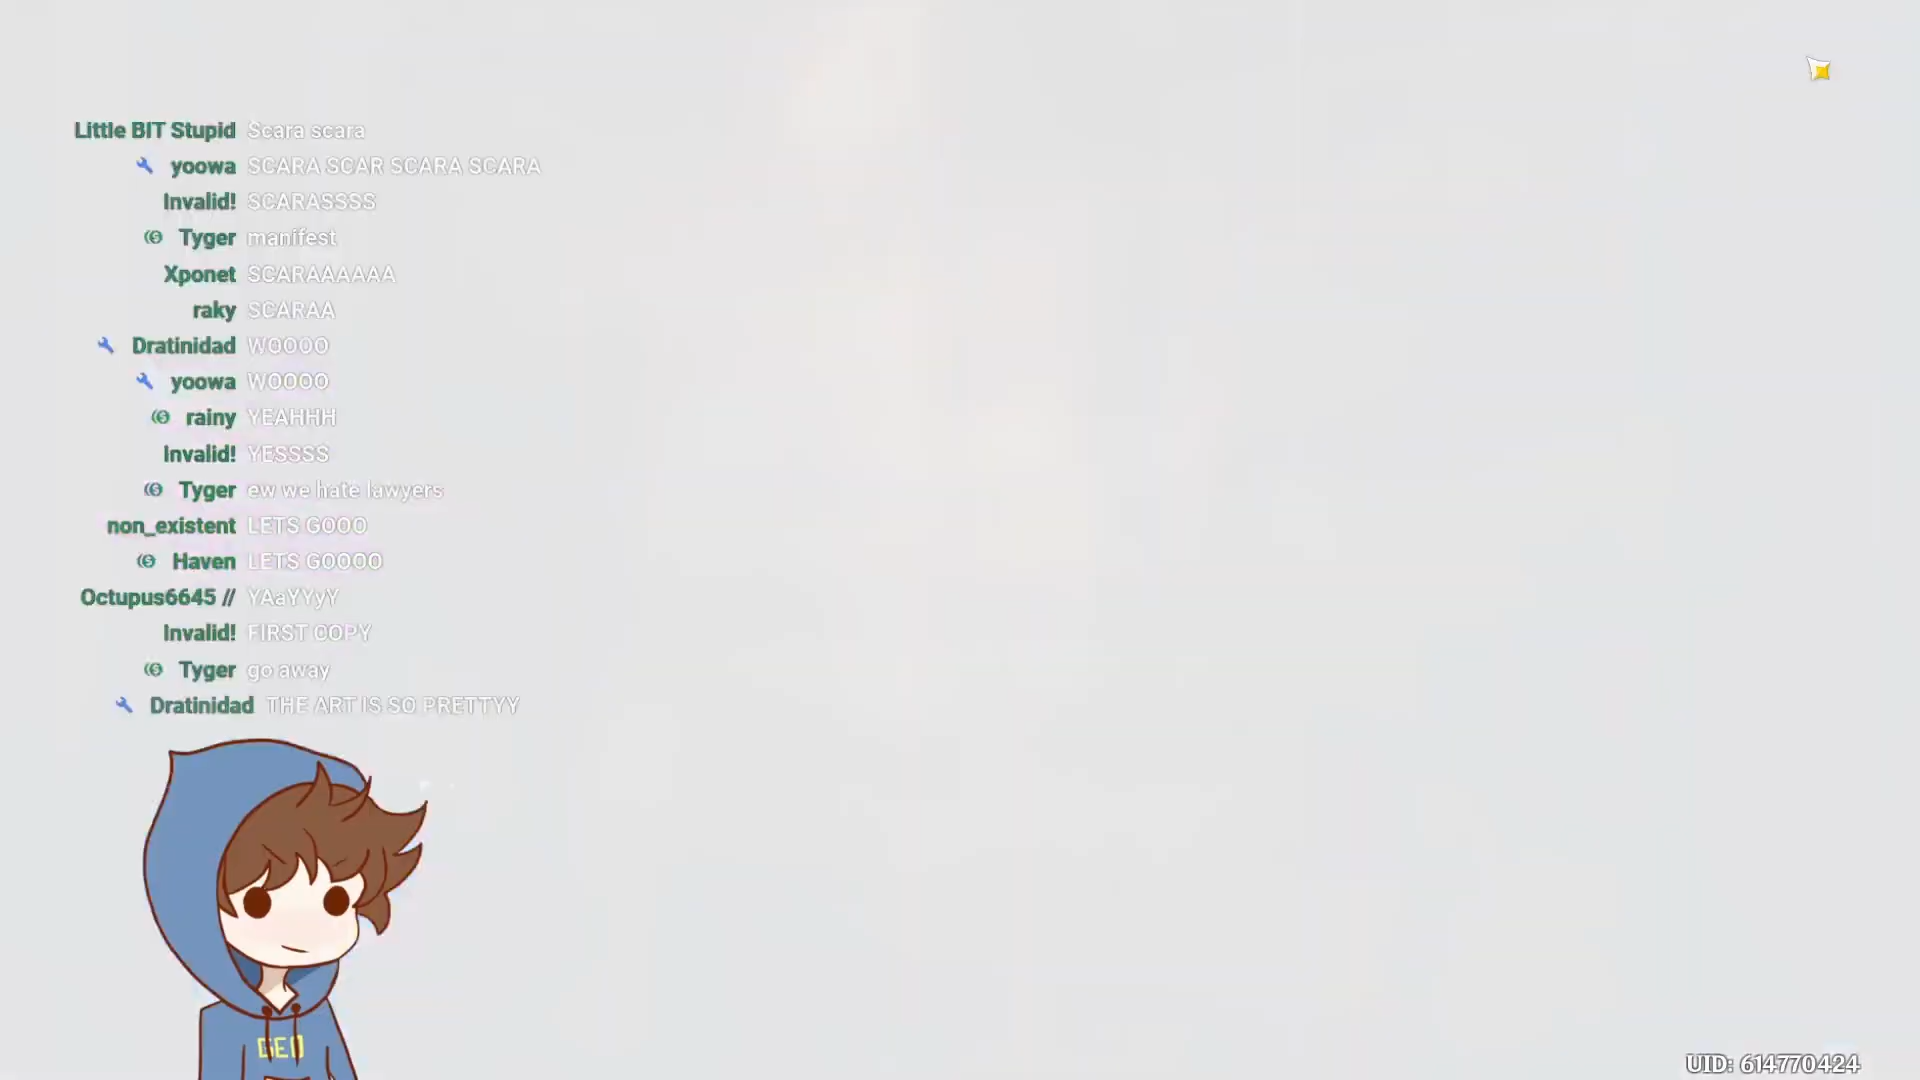 Little BIT Stupid Scara scara
yoowa SCARA SCAR SCARA SCARA
Invalid! SCARASSSS
Tyger manifest
Xponet SCARAAAAAA
raky SCARAA
Dratinidad WOOOO
yoowa WOOOO
rainy YEAHHH
Invalid! YESSSS
Tyger ew we hate lawyers
non_existent LETS GOOO
Haven LETS GOOOO
Octupus6645 // YAaYYyY
Invalid! FIRST COPY
Tyger go away
Dratinidad THE ART IS SO PRETTYY
GEO
UID: 614770424